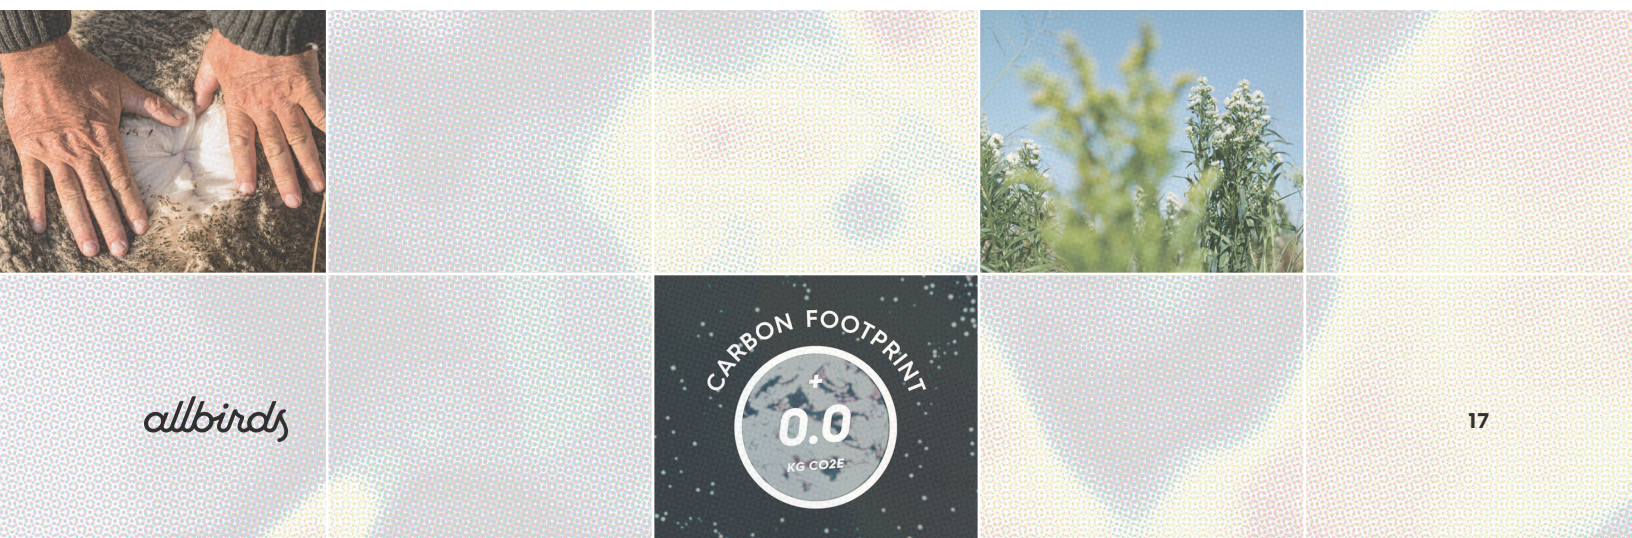 allbirds
CARBON FOOTPRINT
+
0.0
KG CO2E
17